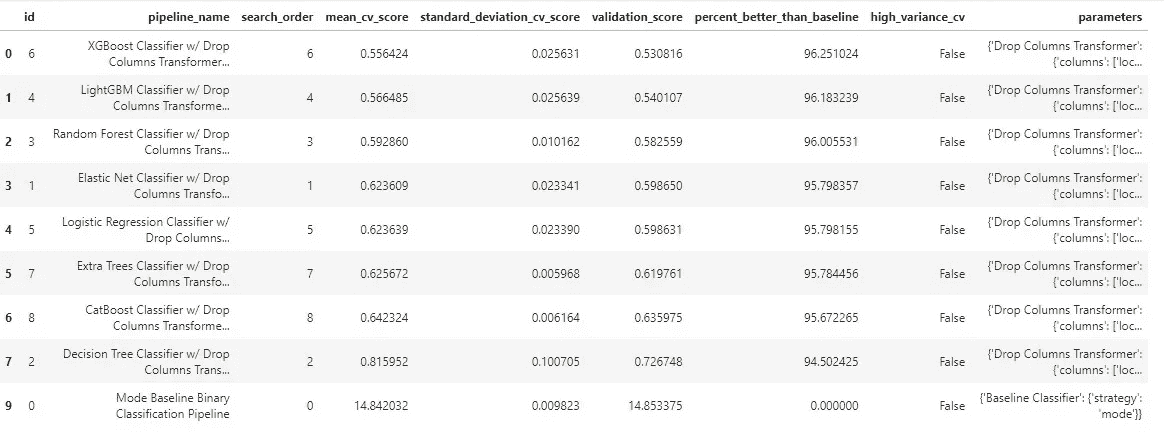 id pipeline_name search_order mean_cv_score standard_deviation_cv_score validation_score percent_better_than_baseline high_variance_cv parameters
0 6 XGBoost Classifier w/ Drop Columns Transformer... 6 0.556424 0.025631 0.530816 96.251024 False {'Drop Columns Transformer': {'columns': ['loc...
1 4 LightGBM Classifier w/ Drop Columns Transforme... 4 0.566485 0.025639 0.540107 96.183239 False {'Drop Columns Transformer': {'columns': ['loc...
2 3 Random Forest Classifier w/ Drop Columns Trans... 3 0.592860 0.010162 0.582559 96.005531 False {'Drop Columns Transformer': {'columns': ['loc...
3 1 Elastic Net Classifier w/ Drop Columns Transfo... 1 0.623609 0.023341 0.598650 95.798357 False {'Drop Columns Transformer': {'columns': ['loc...
4 5 Logistic Regression Classifier w/ Drop Columns... 5 0.623639 0.023390 0.598631 95.798155 False {'Drop Columns Transformer': {'columns': ['loc...
5 7 Extra Trees Classifier w/ Drop Columns Transfo... 7 0.625672 0.005968 0.619761 95.784456 False {'Drop Columns Transformer': {'columns': ['loc...
6 8 CatBoost Classifier w/ Drop Columns Transforme... 8 0.642324 0.006164 0.635975 95.672265 False {'Drop Columns Transformer': {'columns': ['loc...
7 2 Decision Tree Classifier w/ Drop Columns Trans... 2 0.815952 0.100705 0.726748 94.502425 False {'Drop Columns Transformer': {'columns': ['loc...
9 0 Mode Baseline Binary Classification Pipeline 0 14.842032 0.009823 14.853375 0.000000 False {'Baseline Classifier': {'strategy': 'mode'}}